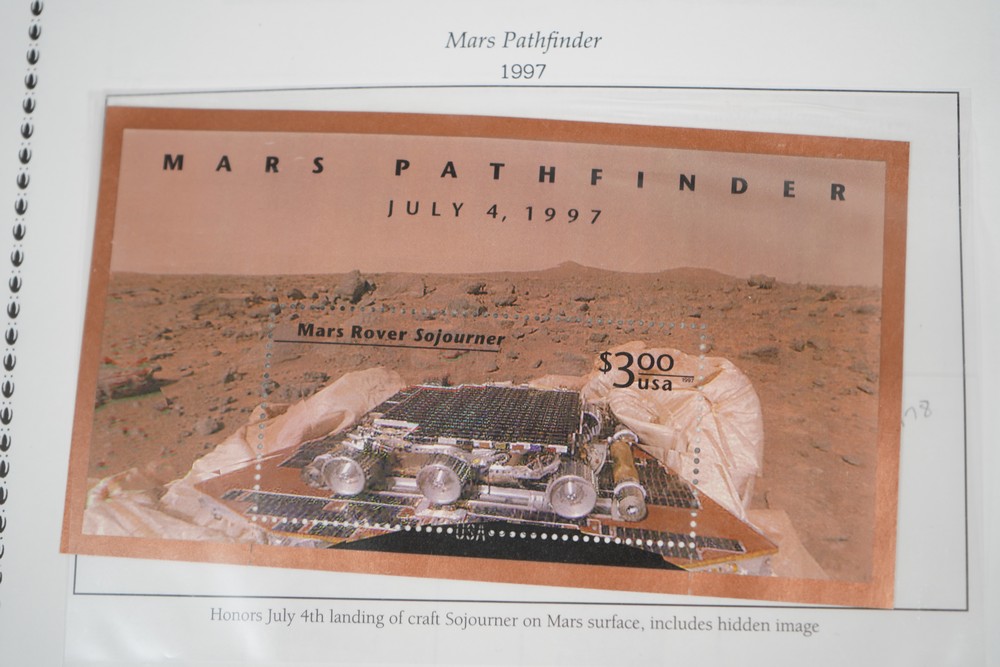 Mars Pathfinder
1997
MARS PATHFINDER
JULY 4, 1997
Mars Rover Sojourner
$3.00
usa 1997
USA
Honors July 4th landing of craft Sojourner on Mars surface, includes hidden image